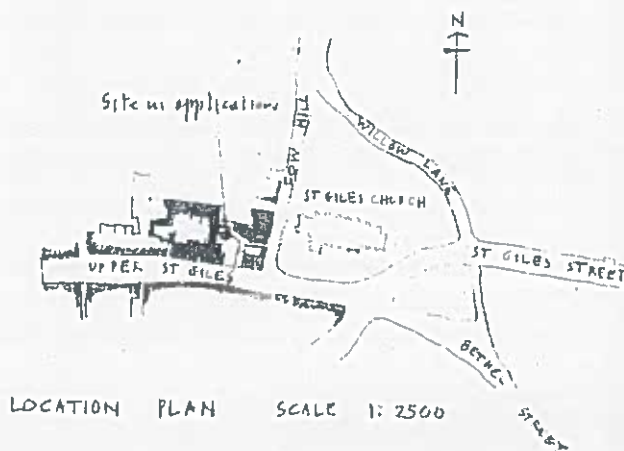 N
Site in application
WILLOW LANE
ST GILES CHURCH
UPPER ST GILES
ST GILES STREET
BETHEL STREET
LOCATION PLAN SCALE 1:2500